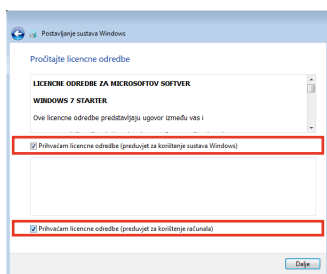 Postavljanje sustava Windows
Pročitajte licencne odredbe
LICENCNE ODREDBE ZA MICROSOFTOV SOFTVER
WINDOWS 7 STARTER
Ove licencne odredbe predstavljaju ugovor između vas i
Prihvaćam licencne odredbe (preduvjet za korištenje sustava Windows)
Prihvaćam licencne odredbe (preduvjet za korištenje računala)
Dalje